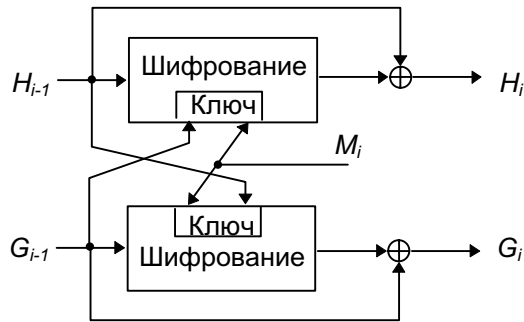 Шифрование
Ключ
H i-1
H i
M i
Ключ
Шифрование
G i-1
G i